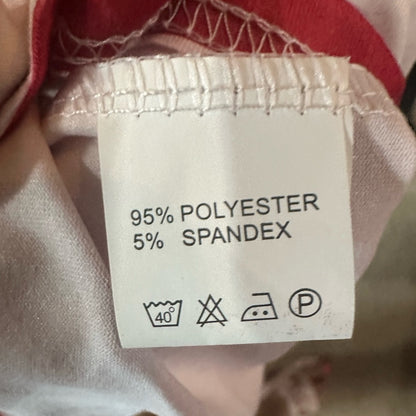 95% POLYESTER
5% SPANDEX
40° P